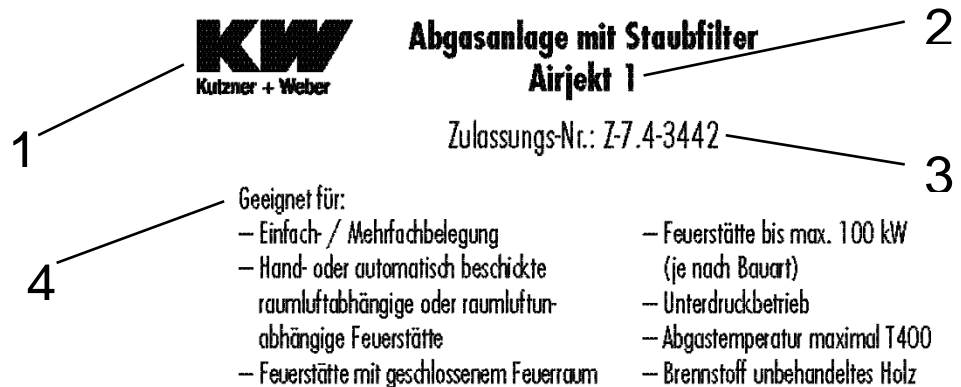 KW
Kutzner + Weber
Abgasanlage mit Staubfilter
Airjekt 1
2
1
Zulassungs-Nr.: Z-7.4-3442
3
Geeignet für:
4
– Einfach- / Mehrfachbelegung
– Hand- oder automatisch beschickte
raumluftabhängige oder raumluftun-
abhängige Feuerstätte
– Feuerstätte mit geschlossenem Feuerraum
– Feuerstätte bis max. 100 kW
(je nach Bauart)
– Unterdruckbetrieb
– Abgastemperatur maximal T400
– Brennstoff unbehandeltes Holz